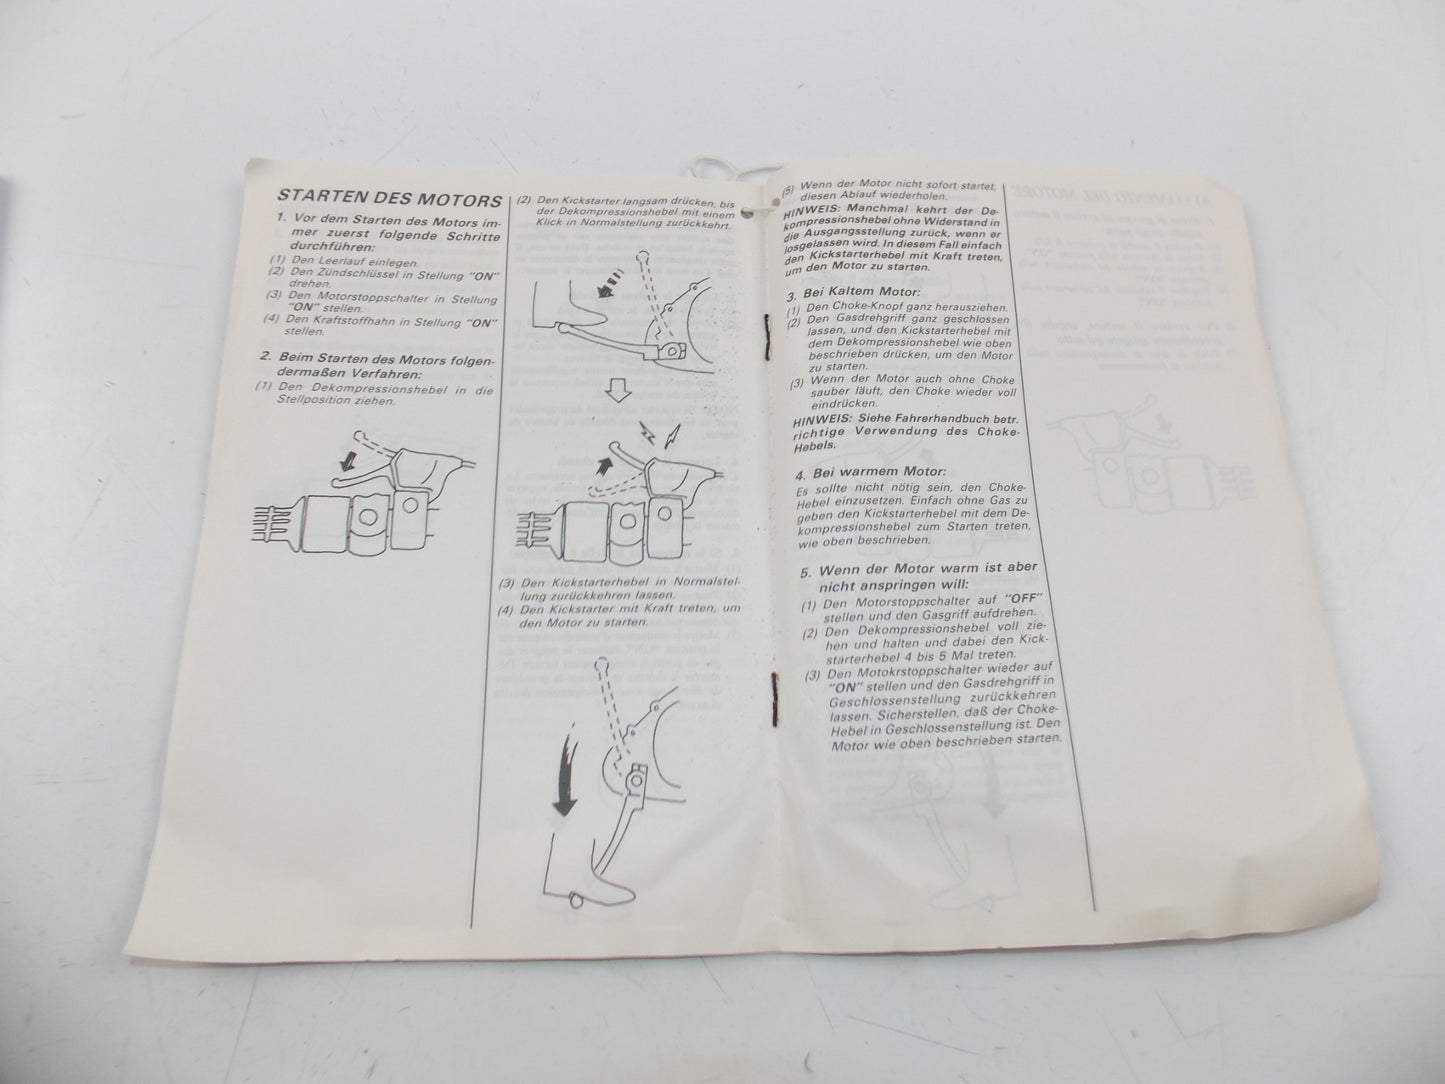 STARTEN DES MOTORS
1. Vor dem Starten des Motors im-
mer zuerst folgende Schritte
durchführen:
(1) Den Leerlauf einlegen.
(2) Den Zündschlüssel in Stellung "ON"
drehen.
(3) Den Motorstoppschalter in Stellung
"ON" stellen.
(4) Den Kraftstoffhahn in Stellung "ON"
stellen.
2. Beim Starten des Motors folgen-
dermaßen Verfahren:
(1) Den Dekompressionshebel in die
Stellposition ziehen.
(2) Den Kickstarter langsam drücken, bis
der Dekompressionshebel mit einem
Klick in Normalstellung zurückkehrt.
(3) Den Kickstarterhebel in Normalstel-
lung zurückkehren lassen.
(4) Den Kickstarter mit Kraft treten, um
den Motor zu starten.
(5) Wenn der Motor nicht sofort startet,
diesen Ablauf wiederholen.
HINWEIS: Manchmal kehrt der De-
kompressionshebel ohne Widerstand in
die Ausgangsstellung zurück, wenn er
losgelassen wird. In diesem Fall einfach
den Kickstarterhebel mit Kraft treten,
um den Motor zu starten.
3. Bei Kaltem Motor:
(1) Den Choke-Knopf ganz herausziehen.
(2) Den Gasdrehgriff ganz geschlossen
lassen, und den Kickstarterhebel mit
dem Dekompressionshebel wie oben
beschrieben drücken, um den Motor
zu starten.
(3) Wenn der Motor auch ohne Choke
sauber läuft, den Choke wieder voll
eindrücken.
HINWEIS: Siehe Fahrerhandbuch betr.
richtige Verwendung des Choke-
Hebels.
4. Bei warmem Motor:
Es sollte nicht nötig sein, den Choke-
Hebel einzusetzen. Einfach ohne Gas zu
geben den Kickstarterhebel mit dem De-
kompressionshebel zum Starten treten,
wie oben beschrieben.
5. Wenn der Motor warm ist aber
nicht anspringen will:
(1) Den Motorstoppschalter auf "OFF"
stellen und den Gasgriff aufdrehen.
(2) Den Dekompressionshebel voll zie-
hen und halten und dabei den Kick-
starterhebel 4 bis 5 Mal treten.
(3) Den Motokrstoppschalter wieder auf
"ON" stellen und den Gasdrehgriff in
Geschlossenstellung zurückkehren
lassen. Sicherstellen, daß der Choke-
Hebel in Geschlossenstellung ist. Den
Motor wie oben beschrieben starten.